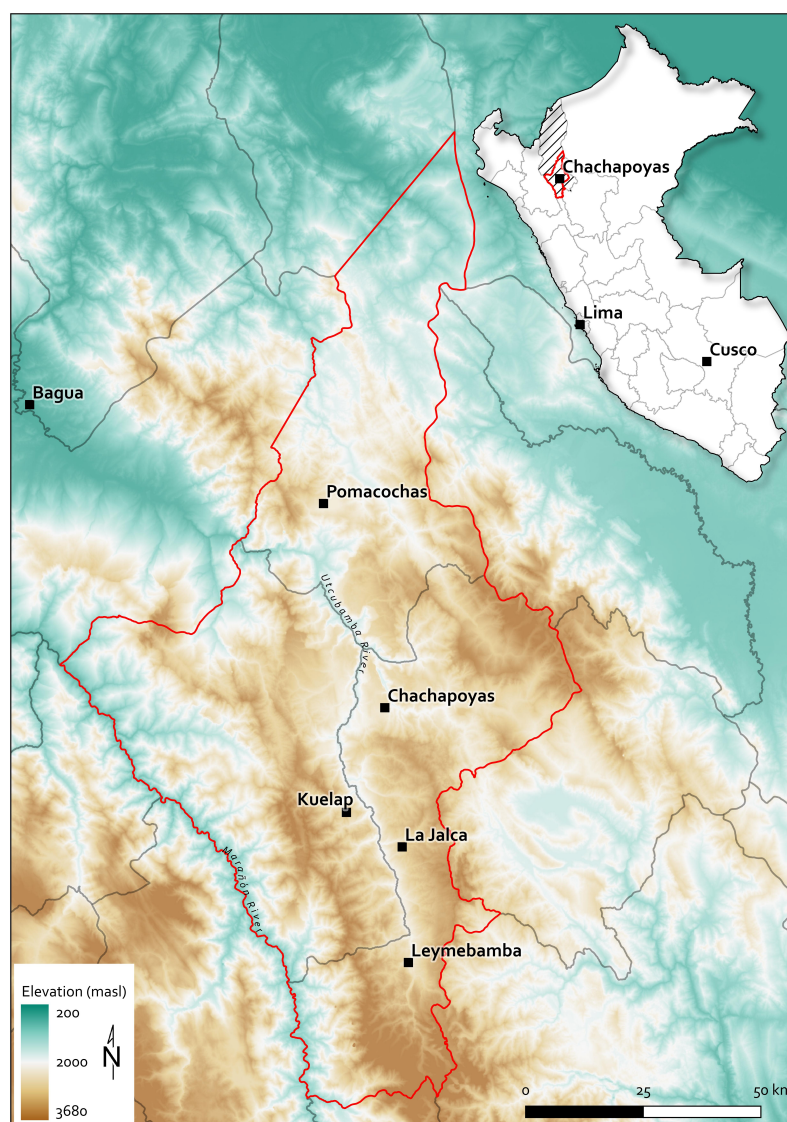 Chachapoyas
Lima
Cusco
Bagua
Pomacochas
Utcubamba River
Chachapoyas
Kuelap
La Jalca
Marañón River
Leymebamba
Elevation (masl)
200
2000
3680
N
0 25 50 km